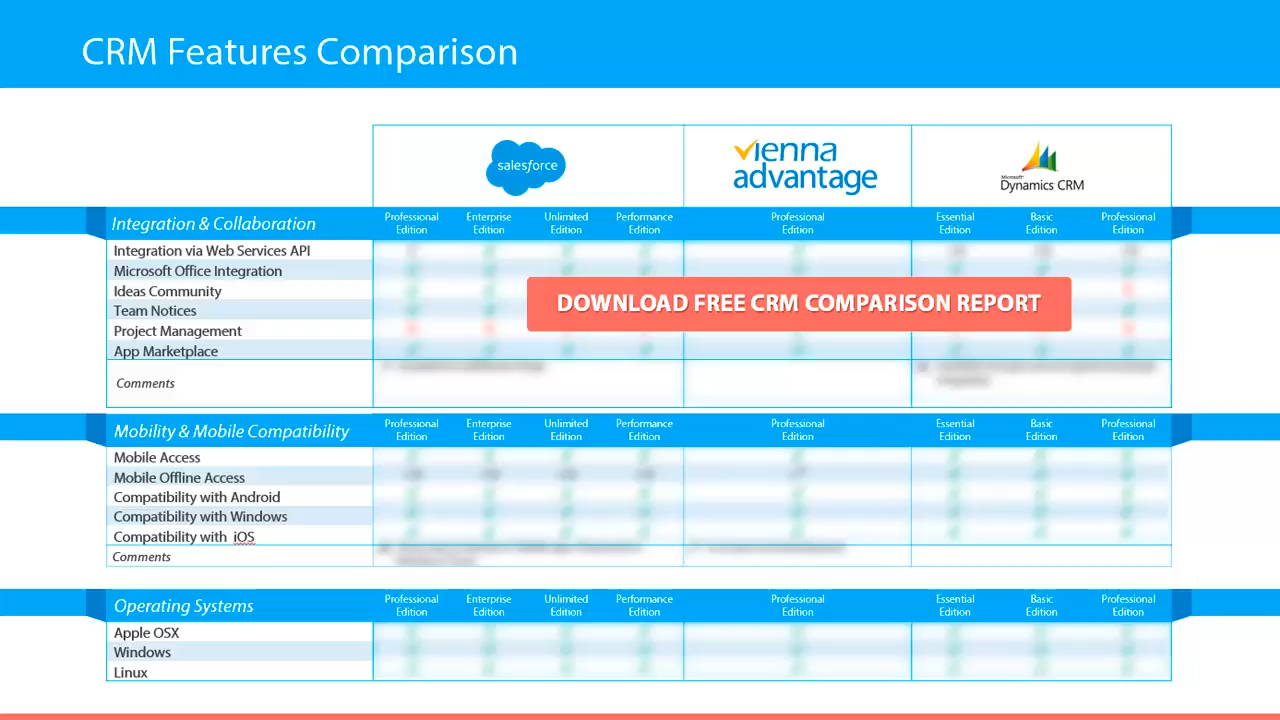 CRM Features Comparison
salesforce
vienna
advantage
Microsoft
Dynamics CRM
Integration & Collaboration
Professional Enterprise Unlimited Performance Professional Essential Basic Professional
Edition Edition Edition Edition Edition Edition Edition Edition
Integration via Web Services API
Microsoft Office Integration
Ideas Community
DOWNLOAD FREE CRM COMPARISON REPORT
Team Notices
Project Management
App Marketplace
Comments
Mobility & Mobile Compatibility
Professional Enterprise Unlimited Performance Professional Essential Basic Professional
Edition Edition Edition Edition Edition Edition Edition Edition
Mobile Access
Mobile Offline Access
Compatibility with Android
Compatibility with Windows
Compatibility with iOS
Comments
Operating Systems
Professional Enterprise Unlimited Performance Professional Essential Basic Professional
Edition Edition Edition Edition Edition Edition Edition Edition
Apple OSX
Windows
Linux